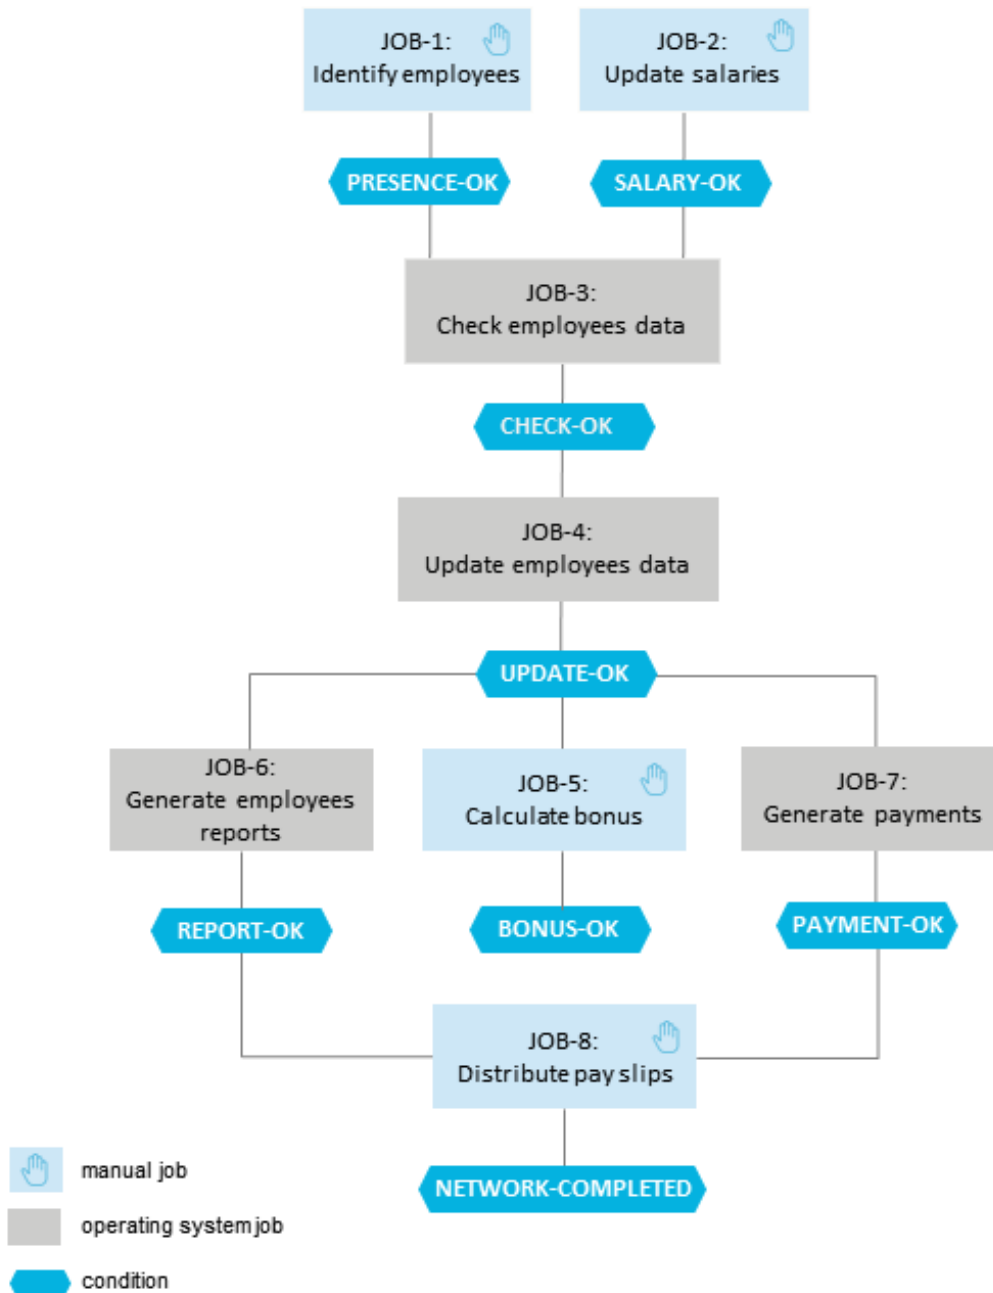 JOB-1:
Identify employees
JOB-2:
Update salaries
PRESENCE-OK
SALARY-OK
JOB-3:
Check employees data
CHECK-OK
JOB-4:
Update employees data
UPDATE-OK
JOB-6:
Generate employees
reports
JOB-5:
Calculate bonus
JOB-7:
Generate payments
REPORT-OK
BONUS-OK
PAYMENT-OK
JOB-8:
Distribute pay slips
NETWORK-COMPLETED
manual job
operating system job
condition